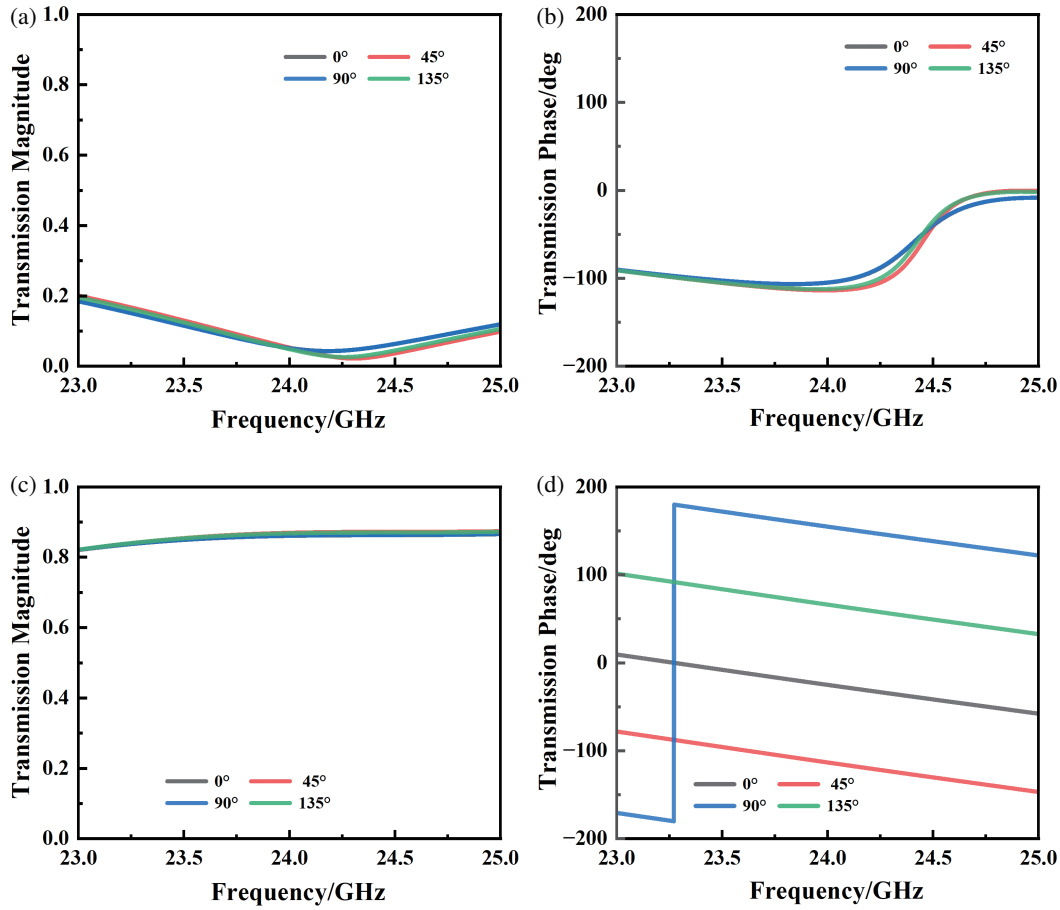 (a)
1.0
0.8
0.6
0.4
0.2
0.0
Transmission Magnitude
0° 45°
90° 135°
23.0 23.5 24.0 24.5 25.0
Frequency/GHz
(b)
200
100
0
−100
−200
Transmission Phase/deg
0° 45°
90° 135°
23.0 23.5 24.0 24.5 25.0
Frequency/GHz
(c)
1.0
0.8
0.6
0.4
0.2
0.0
Transmission Magnitude
0° 45°
90° 135°
23.0 23.5 24.0 24.5 25.0
Frequency/GHz
(d)
200
100
0
−100
−200
Transmission Phase/deg
0° 45°
90° 135°
23.0 23.5 24.0 24.5 25.0
Frequency/GHz